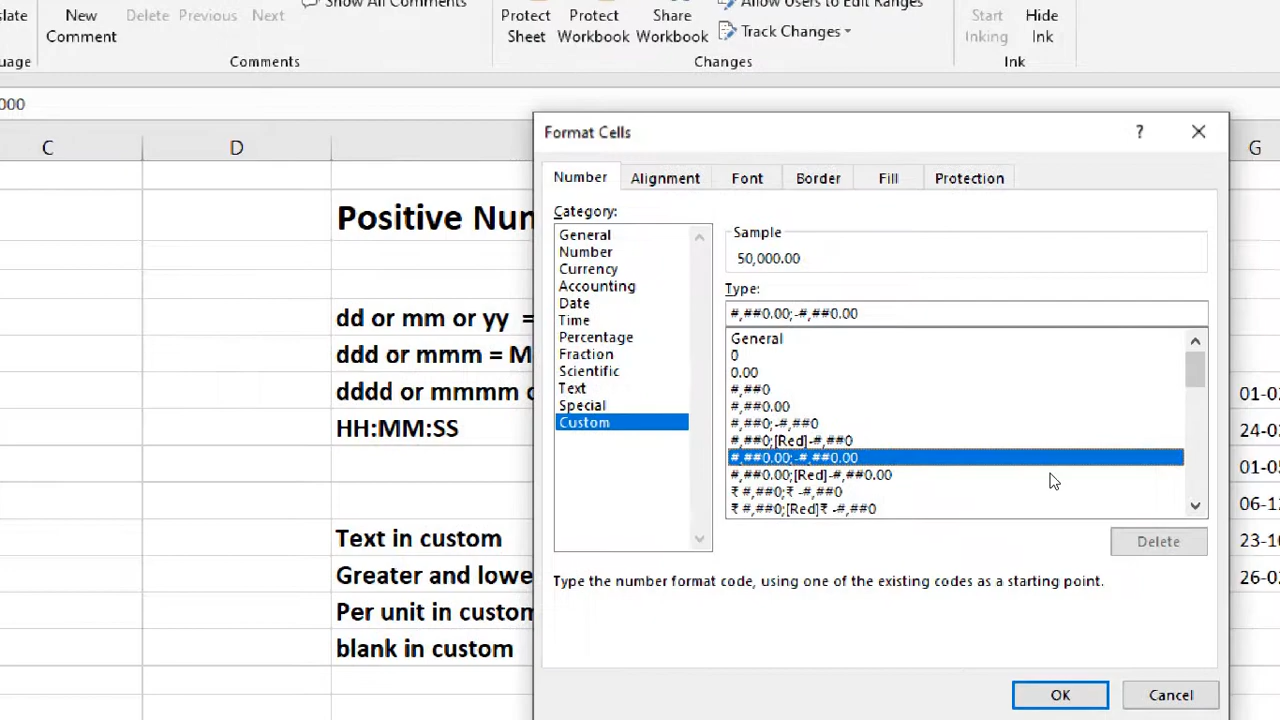 Show All Comments
Allow Users to Edit Ranges
New Comment
Delete
Previous
Next
Protect Sheet
Protect Workbook
Share Workbook
Track Changes
Start Inking
Hide Ink
Comments
Changes
Ink
000
C
D
G
Positive Num
dd or mm or yy =
ddd or mmm = M
dddd or mmmm o
HH:MM:SS
Text in custom
Greater and lowe
Per unit in custom
blank in custom
Format Cells
?
Number
Alignment
Font
Border
Fill
Protection
Category:
General
Number
Currency
Accounting
Date
Time
Percentage
Fraction
Scientific
Text
Special
Custom
Sample
50,000.00
Type:
#,##0.00;-#,##0.00
General
0
0.00
#,##0
#,##0.00
#,##0;-#,##0
#,##0;[Red]-#,##0
#,##0.00;-#,##0.00
#,##0.00;[Red]-#,##0.00
₹ #,##0;₹ -#,##0
₹ #,##0;[Red]₹ -#,##0
Delete
Type the number format code, using one of the existing codes as a starting point.
OK
Cancel
01-0
24-0
01-0
06-1
23-1
26-0